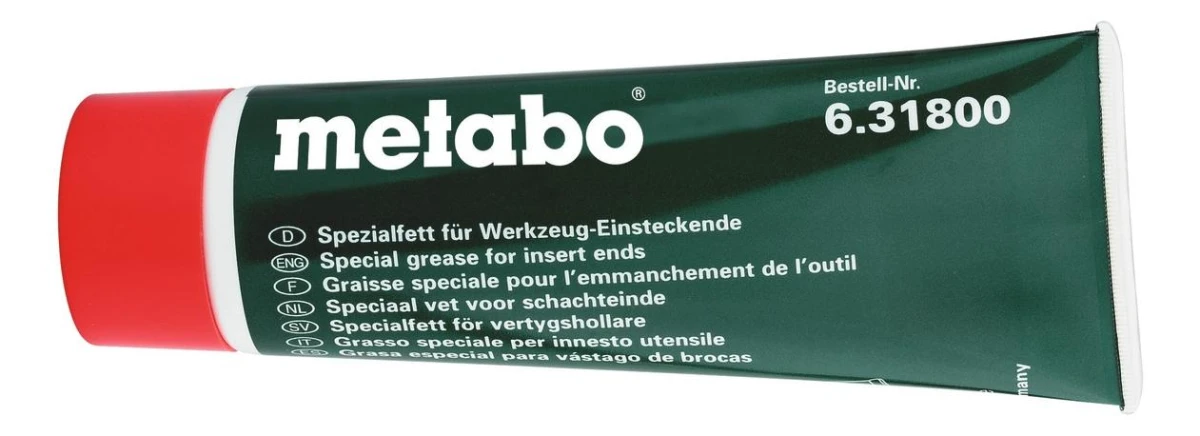 metabo®
Bestell-Nr.
6.31800
D Spezialfett für Werkzeug-Einsteckende
ENG Special grease for insert ends
F Graisse speciale pour l'emmanchement de l'outil
NL Speciaal vet voor schachteinde
SV Specialfett för vertygshollare
IT Grasso speciale per innesto utensile
ES Grasa especial para vástago de brocas